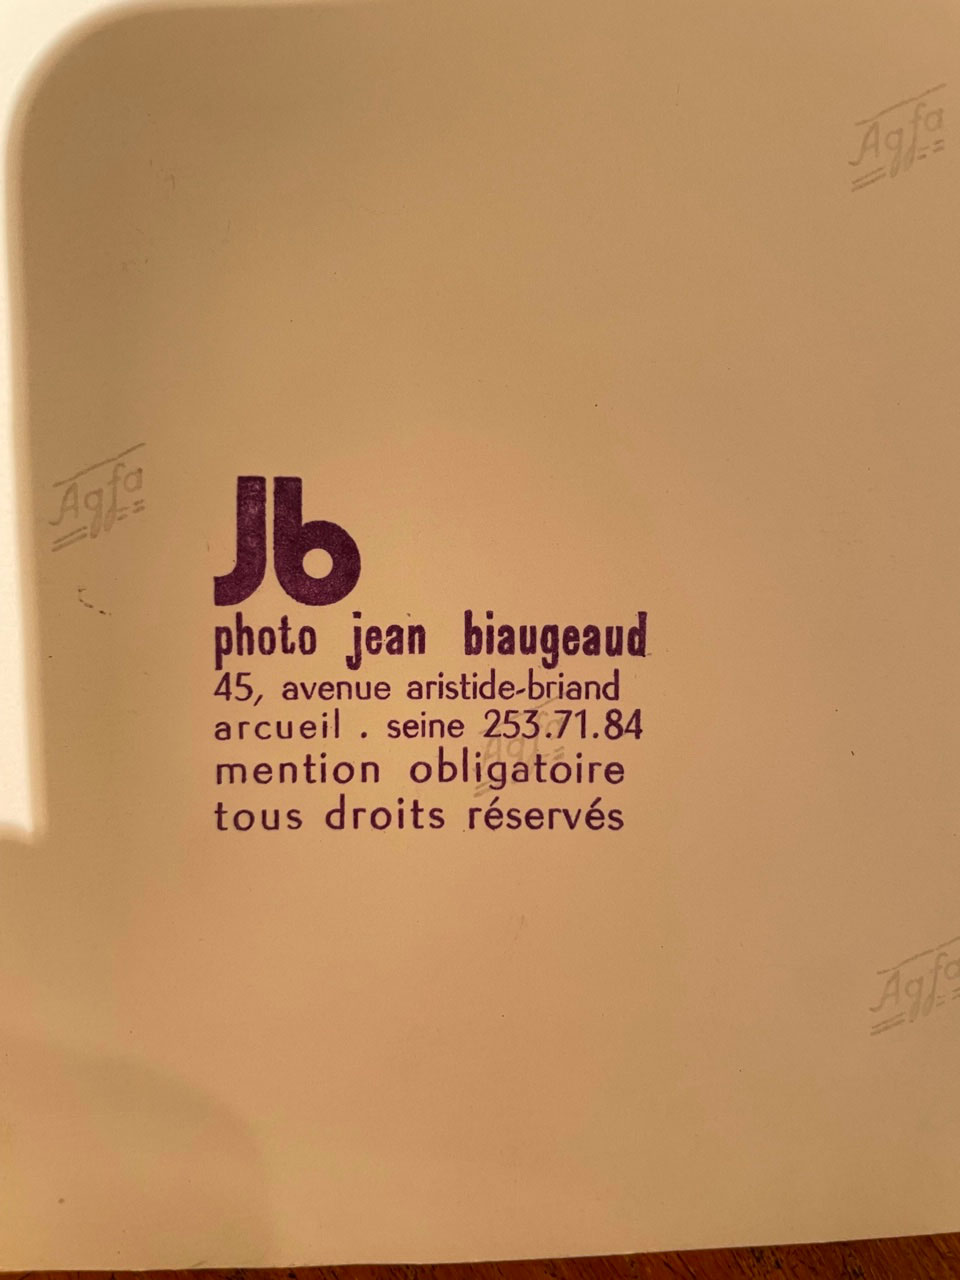 Agfa
Agfa
Jb
photo jean biaugeaud
45, avenue aristide-briand
arcueil . seine 253.71.84
Agfa
mention obligatoire
tous droits réservés
Agfa